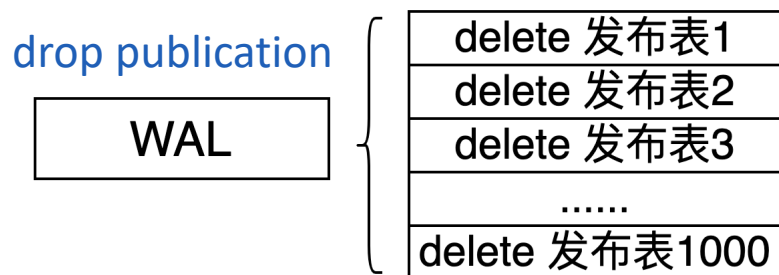 drop publication
WAL
delete 发布表1
delete 发布表2
delete 发布表3
......
delete 发布表1000